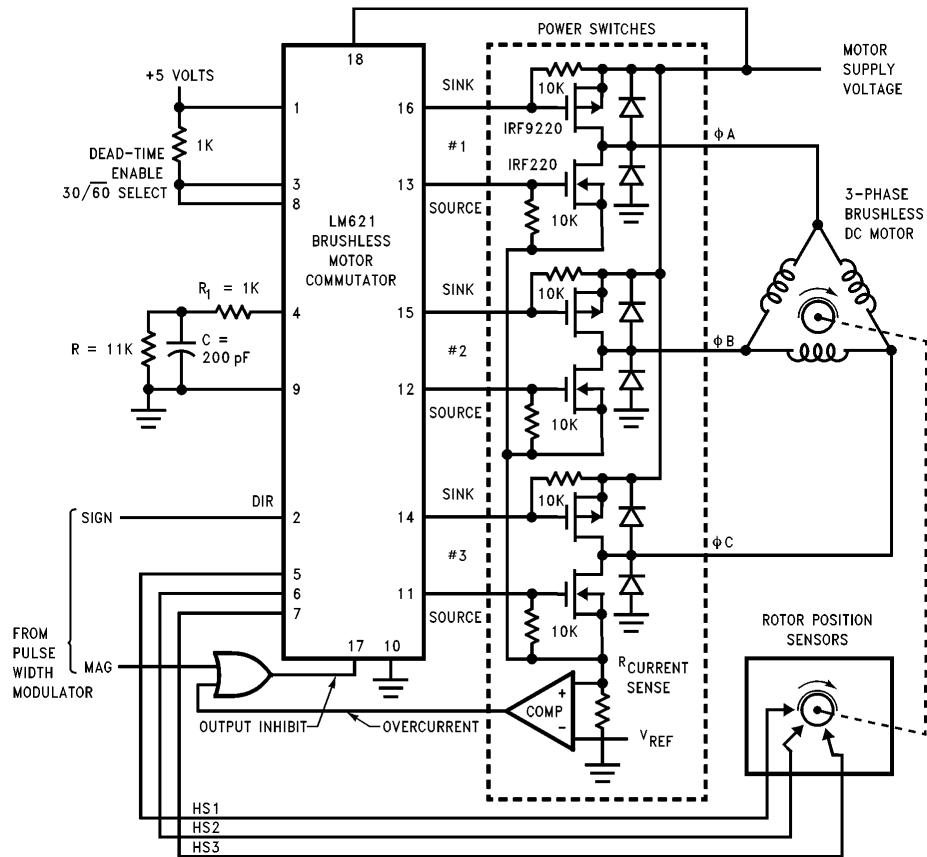 POWER SWITCHES
18
MOTOR
SUPPLY
VOLTAGE
+5 VOLTS
1
1K
DEAD-TIME
ENABLE
30/60 SELECT
3
8
LM621
BRUSHLESS
MOTOR
COMMUTATOR
SINK
16
10K
IRF9220
#1
IRF220
13
SOURCE
10K
ϕA
3-PHASE
BRUSHLESS
DC MOTOR
R1 = 1K
4
R = 11K
C =
200 pF
9
SINK
15
10K
#2
12
SOURCE
10K
ϕB
SINK
14
10K
#3
11
SOURCE
10K
ϕC
DIR
SIGN
2
5
6
7
FROM
PULSE
WIDTH
MODULATOR
MAG
17
10
OUTPUT INHIBIT
OVERCURRENT
COMP
+
−
RCURRENT
SENSE
VREF
ROTOR POSITION
SENSORS
HS1
HS2
HS3